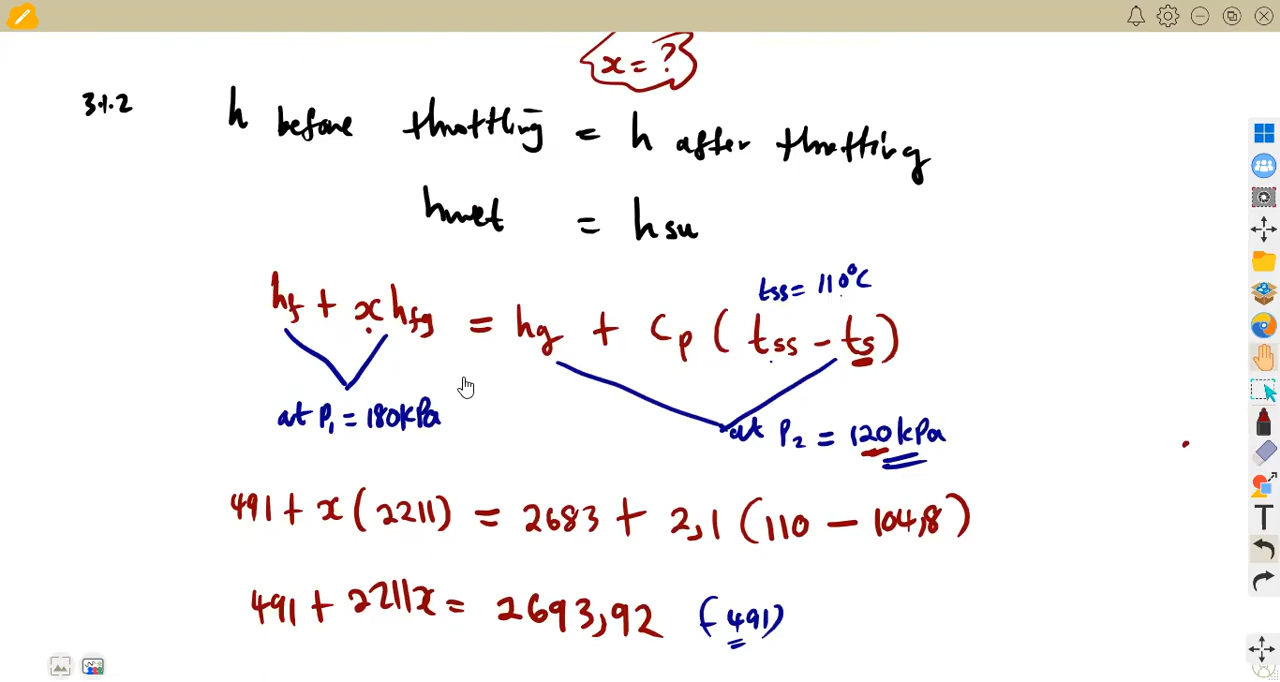 x = ?
3.1.2 h before throttling = h after throttling
hwet = hsu
tss = 110°C
hf + x hfg = hg + Cp ( tss - ts )
at P1 = 180kPa
at P2 = 120kPa
491 + x (2211) = 2683 + 2,1 (110 - 104,8)
491 + 2211x = 2693,92 (-491)
T